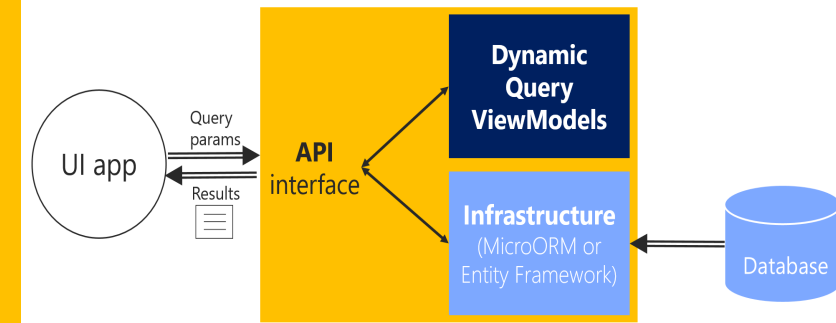 UI app
Query
params
Results
API
interface
Dynamic
Query
ViewModels
Infrastructure
(MicroORM or
Entity Framework)
Database